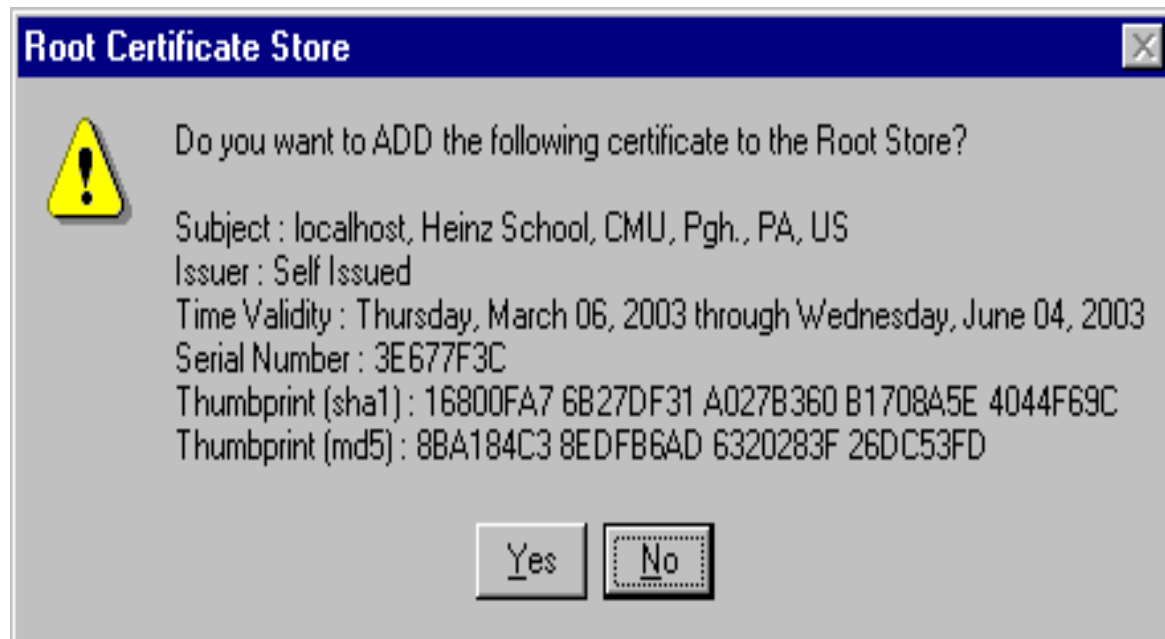 Root Certificate Store
Do you want to ADD the following certificate to the Root Store?
Subject : localhost, Heinz School, CMU, Pgh., PA, US
Issuer : Self Issued
Time Validity : Thursday, March 06, 2003 through Wednesday, June 04, 2003
Serial Number : 3E677F3C
Thumbprint (sha1) : 16800FA7 6B27DF31 A027B360 B1708A5E 4044F69C
Thumbprint (md5) : 8BA184C3 8EDFB6AD 6320283F 26DC53FD
Yes No